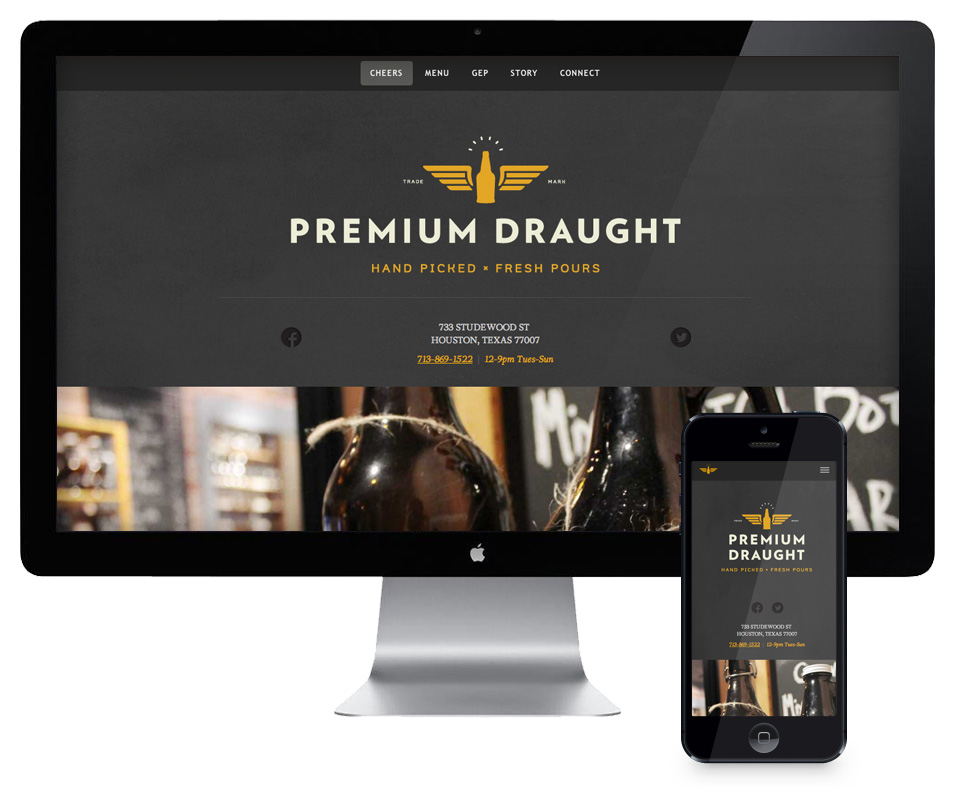 CHEERS MENU GEP STORY CONNECT
TRADE MARK
PREMIUM DRAUGHT
HAND PICKED × FRESH POURS
733 STUDEWOOD ST
HOUSTON, TEXAS 77007
713-869-1522 | 12-9pm Tues-Sun
PREMIUM
DRAUGHT
HAND PICKED × FRESH POURS
733 STUDEWOOD ST
HOUSTON, TEXAS 77007
713-869-1522 | 12-9pm Tues-Sun